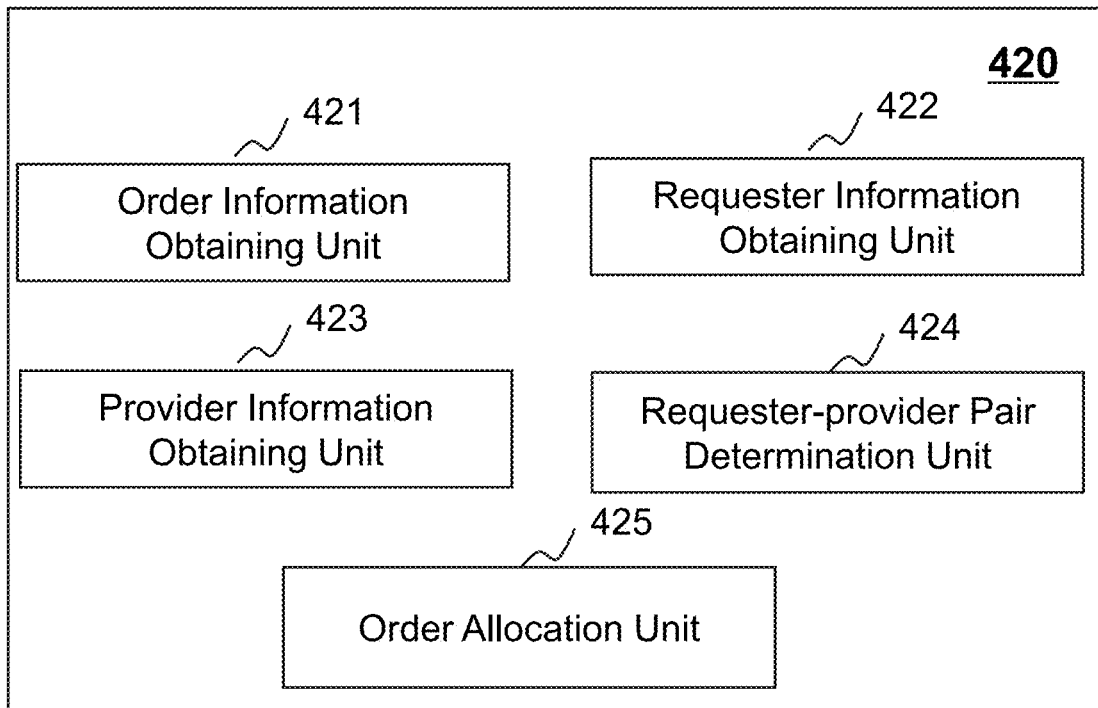 420
421
422
Order Information
Obtaining Unit
Requester Information
Obtaining Unit
423
424
Provider Information
Obtaining Unit
Requester-provider Pair
Determination Unit
425
Order Allocation Unit